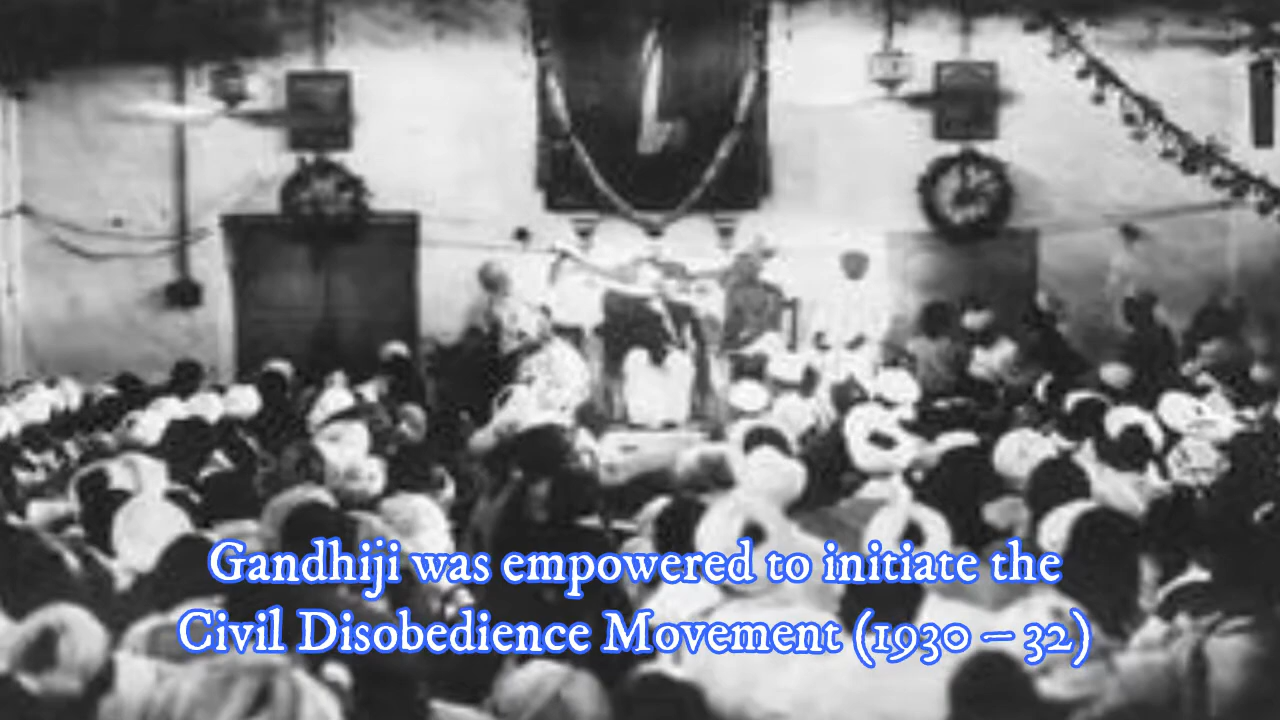 Gandhiji was empowered to initiate the
Civil Disobedience Movement (1930 – 32)